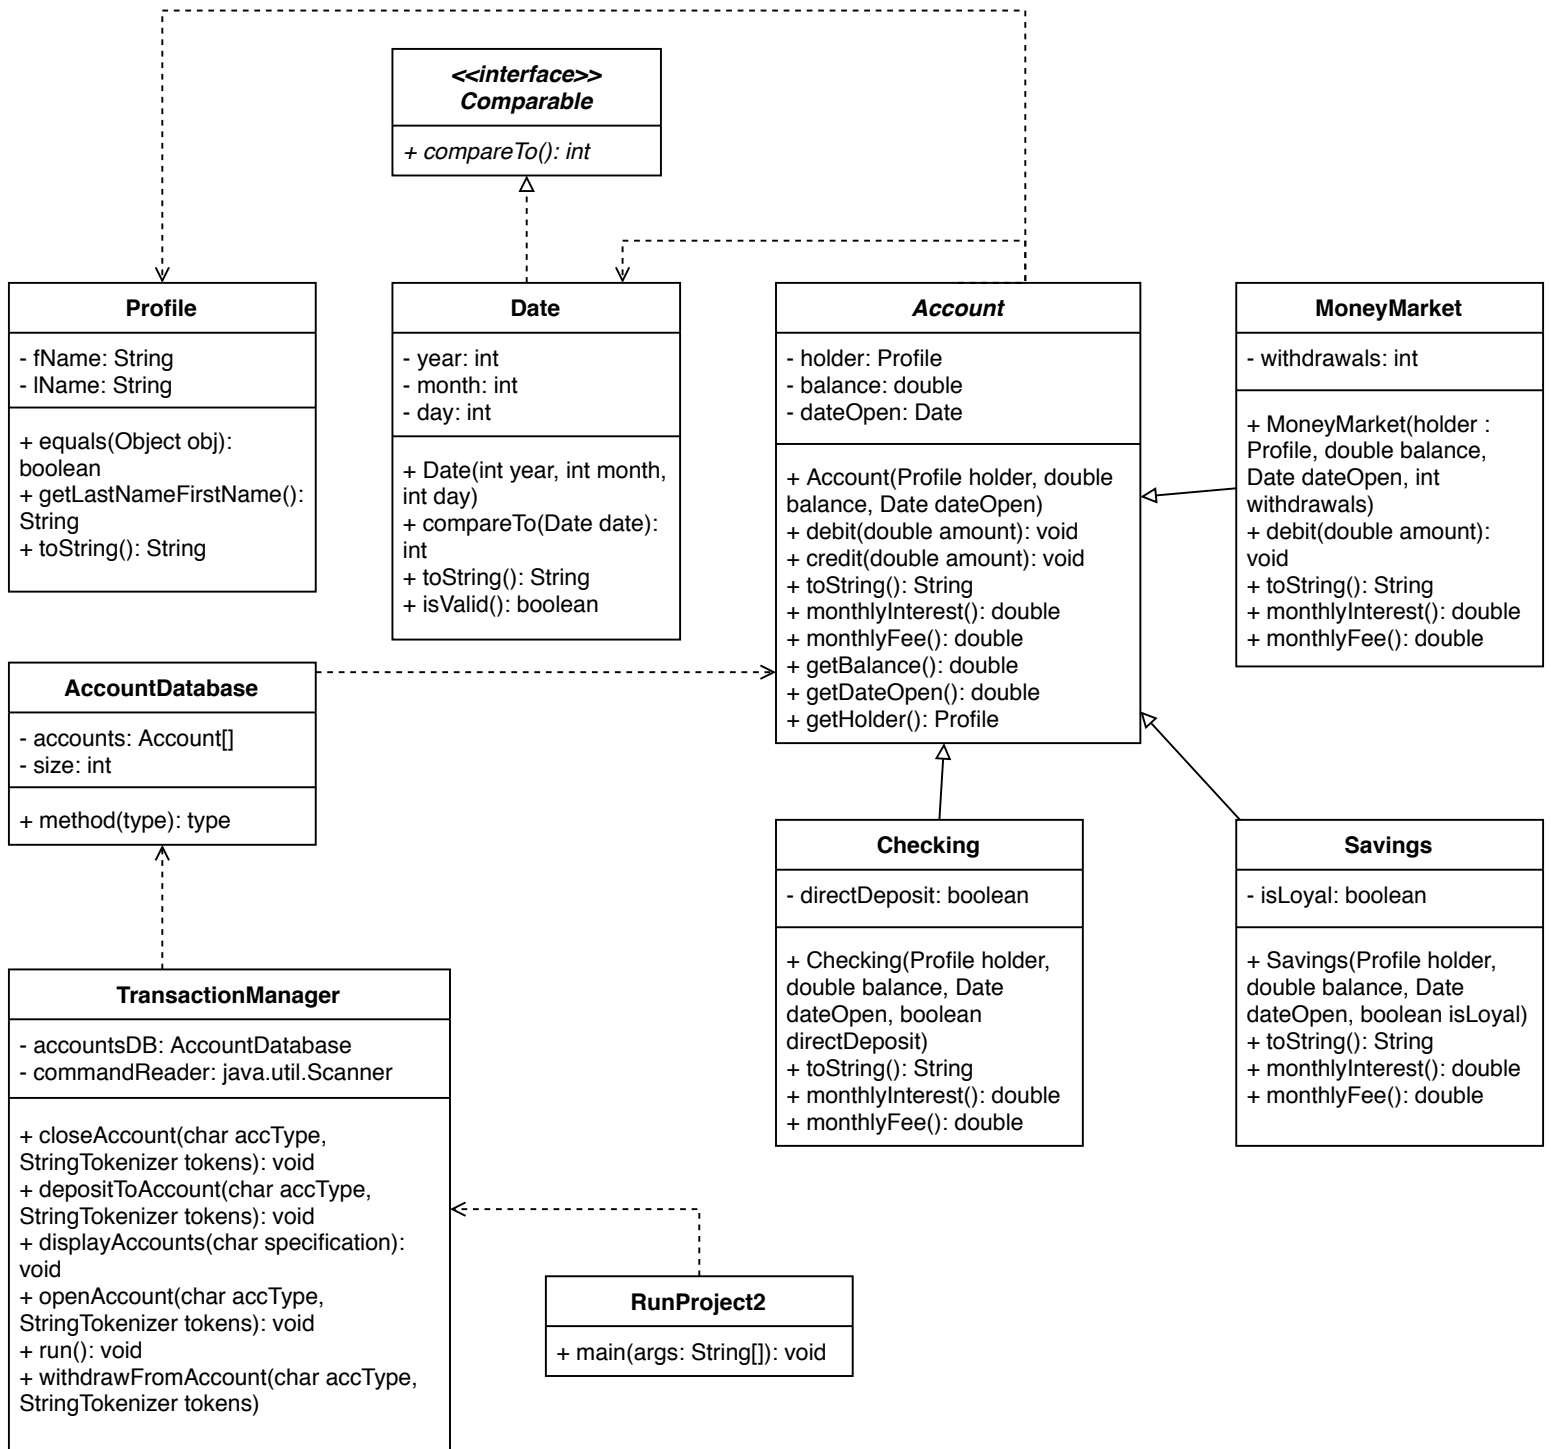 <<interface>>
Comparable
+ compareTo(): int
Profile
- fName: String
- lName: String
+ equals(Object obj):
boolean
+ getLastNameFirstName():
String
+ toString(): String
Date
- year: int
- month: int
- day: int
+ Date(int year, int month,
int day)
+ compareTo(Date date):
int
+ toString(): String
+ isValid(): boolean
Account
- holder: Profile
- balance: double
- dateOpen: Date
+ Account(Profile holder, double
balance, Date dateOpen)
+ debit(double amount): void
+ credit(double amount): void
+ toString(): String
+ monthlyInterest(): double
+ monthlyFee(): double
+ getBalance(): double
+ getDateOpen(): double
+ getHolder(): Profile
MoneyMarket
- withdrawals: int
+ MoneyMarket(holder :
Profile, double balance,
Date dateOpen, int
withdrawals)
+ debit(double amount):
void
+ toString(): String
+ monthlyInterest(): double
+ monthlyFee(): double
AccountDatabase
- accounts: Account[]
- size: int
+ method(type): type
Checking
- directDeposit: boolean
+ Checking(Profile holder,
double balance, Date
dateOpen, boolean
directDeposit)
+ toString(): String
+ monthlyInterest(): double
+ monthlyFee(): double
Savings
- isLoyal: boolean
+ Savings(Profile holder,
double balance, Date
dateOpen, boolean isLoyal)
+ toString(): String
+ monthlyInterest(): double
+ monthlyFee(): double
TransactionManager
- accountsDB: AccountDatabase
- commandReader: java.util.Scanner
+ closeAccount(char accType,
StringTokenizer tokens): void
+ depositToAccount(char accType,
StringTokenizer tokens): void
+ displayAccounts(char specification):
void
+ openAccount(char accType,
StringTokenizer tokens): void
+ run(): void
+ withdrawFromAccount(char accType,
StringTokenizer tokens)
RunProject2
+ main(args: String[]): void